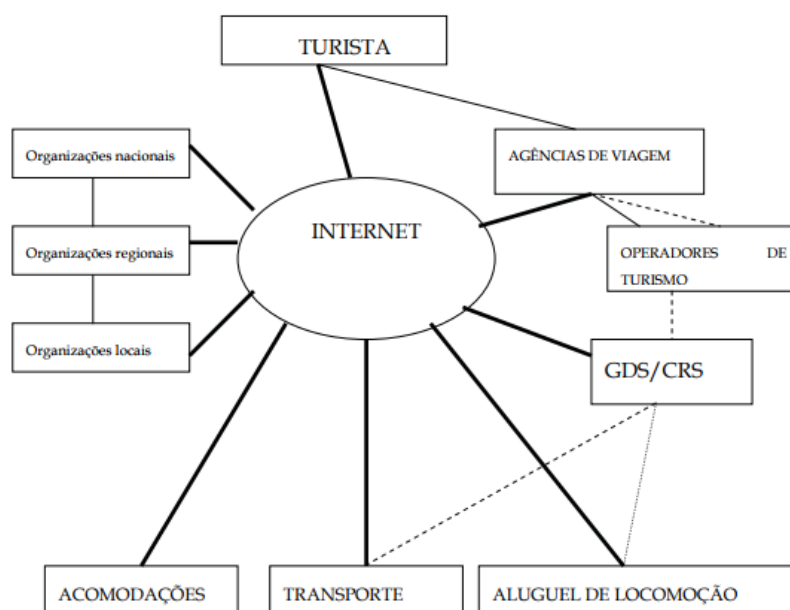 TURISTA
Organizações nacionais
AGÊNCIAS DE VIAGEM
INTERNET
Organizações regionais
OPERADORES DE
TURISMO
Organizações locais
GDS/CRS
ACOMODAÇÕES
TRANSPORTE
ALUGUEL DE LOCOMOÇÃO